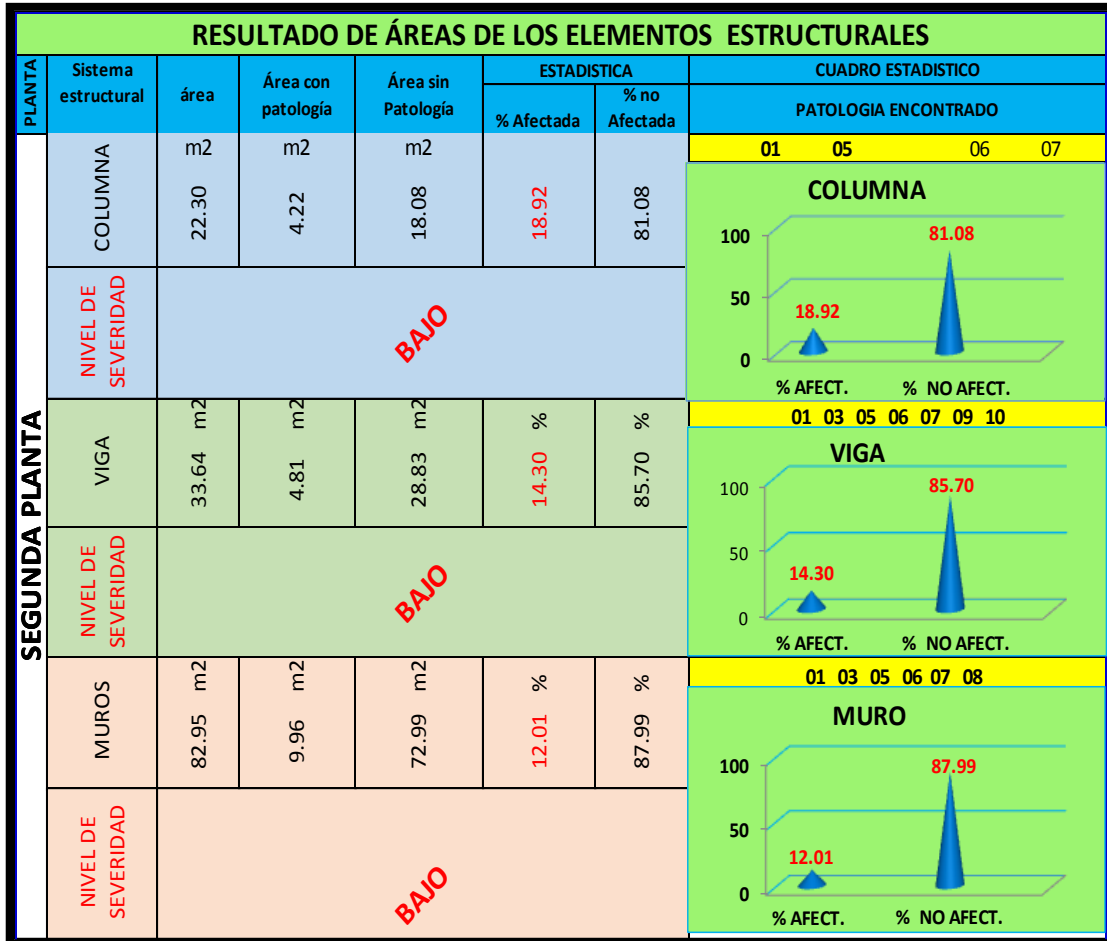 RESULTADO DE ÁREAS DE LOS ELEMENTOS ESTRUCTURALES
PLANTA
Sistema estructural
área
Área con patología
Área sin Patología
ESTADISTICA
% Afectada
% no Afectada
CUADRO ESTADISTICO
PATOLOGIA ENCONTRADO
SEGUNDA PLANTA
COLUMNA
22.30 m2
4.22 m2
18.08 m2
18.92
81.08
01 05 06 07
COLUMNA
100
50
0
18.92
81.08
% AFECT.
% NO AFECT.
NIVEL DE SEVERIDAD
BAJO
VIGA
33.64 m2
4.81 m2
28.83 m2
14.30 %
85.70 %
01 03 05 06 07 09 10
VIGA
100
50
0
14.30
85.70
% AFECT.
% NO AFECT.
NIVEL DE SEVERIDAD
BAJO
MUROS
82.95 m2
9.96 m2
72.99 m2
12.01 %
87.99 %
01 03 05 06 07 08
MURO
100
50
0
12.01
87.99
% AFECT.
% NO AFECT.
NIVEL DE SEVERIDAD
BAJO